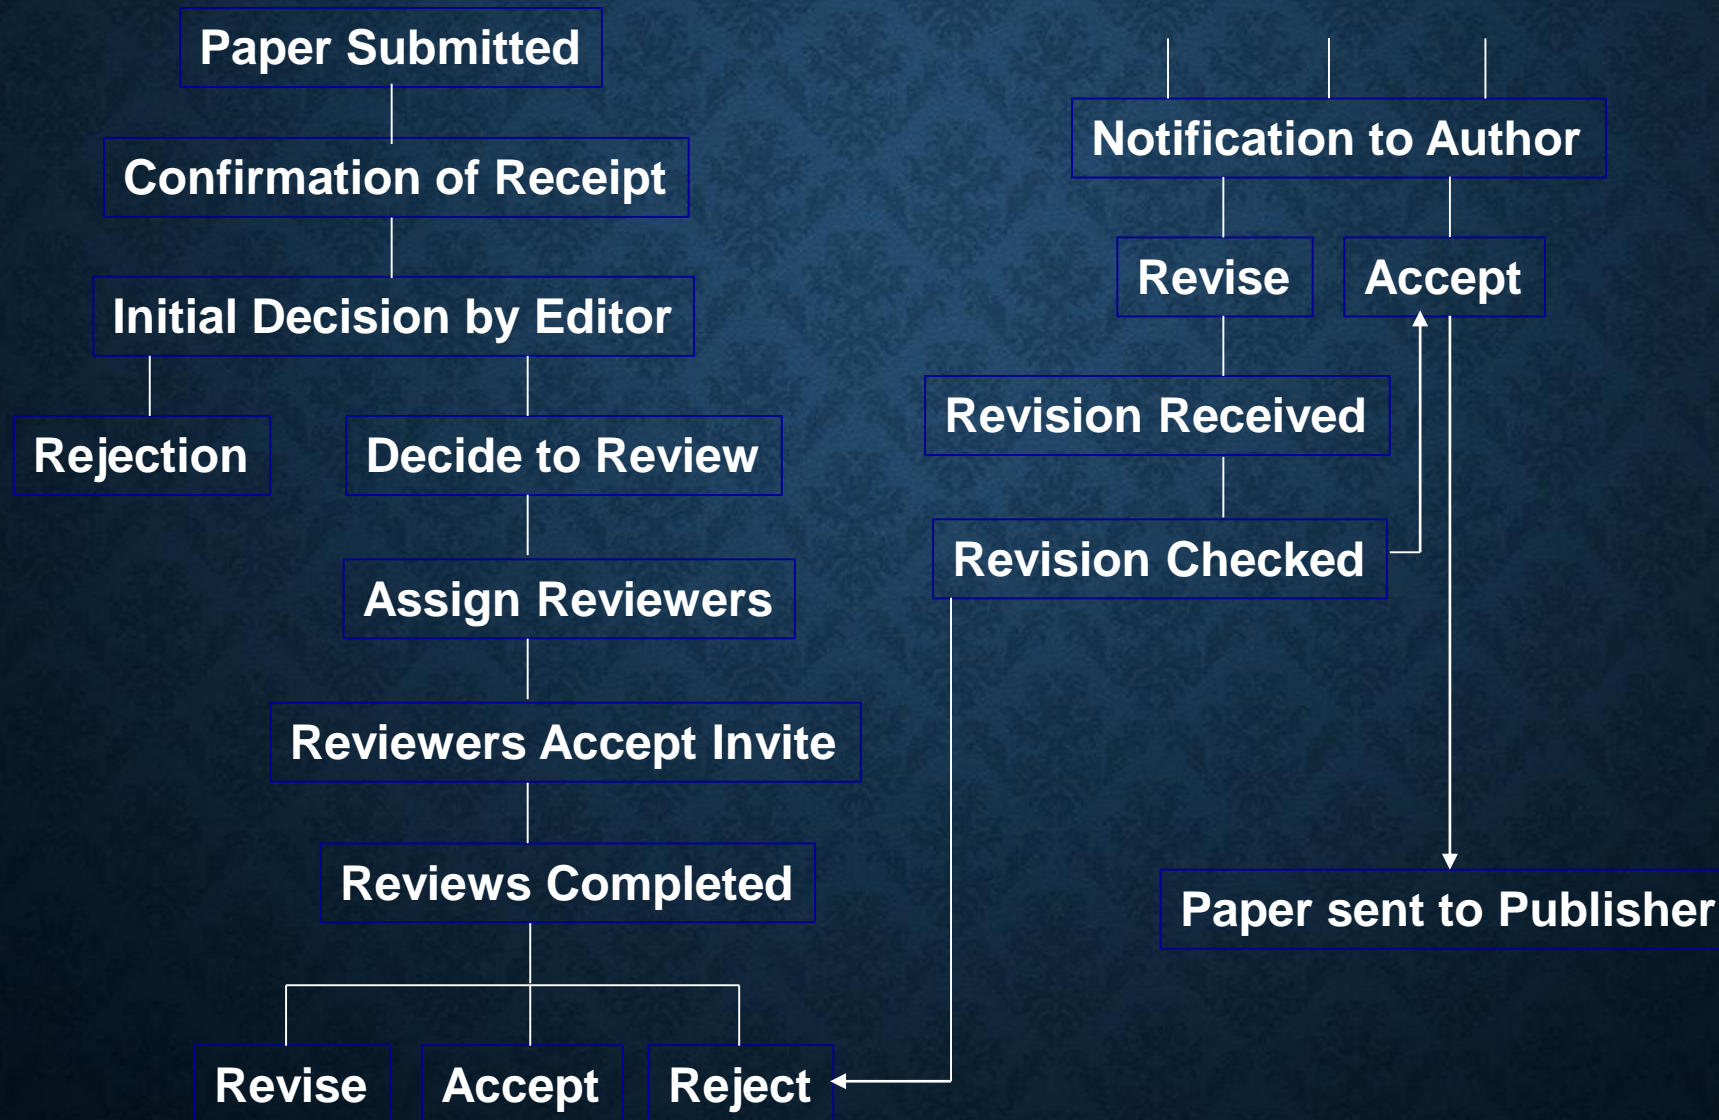 Paper Submitted
Confirmation of Receipt
Initial Decision by Editor
Rejection
Decide to Review
Assign Reviewers
Reviewers Accept Invite
Reviews Completed
Revise
Accept
Reject
Notification to Author
Revise
Accept
Revision Received
Revision Checked
Paper sent to Publisher